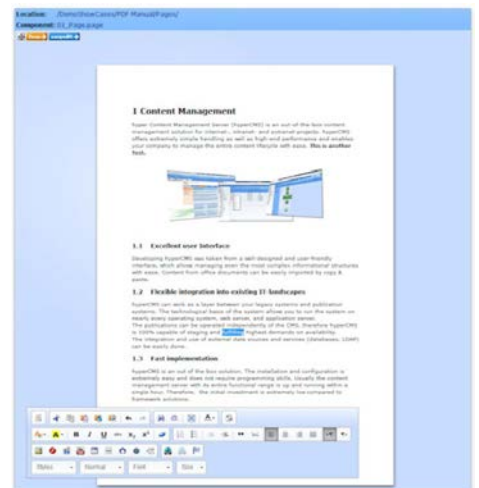 Location: /DemoShowCases/PDF-Manual/Pages/
Component: 01_Page.page
1 Content Management
hyper Content Management Server (hyperCMS) is an out-of-the-box content
management solution for internet-, intranet- and extranet projects. hyperCMS
offers extremely simple handling as well as high-end performance and enables
your company to manage the entire content lifecycle with ease. This is another
1.1 Excellent user Interface
Developing hyperCMS was taken from a well-designed and user-friendly
interface, which allows managing even the most complex informational structures
with ease. Content from office documents can be easily imported by copy &
paste.
1.2 Flexible integration into existing IT-landscapes
hyperCMS can work as a layer between your legacy systems and publication
systems. The technological basis of the system allows you to run the system on
nearly every operating system, web server, and application server.
The publications can be operated independently of the CMS, therefore hyperCMS
is 100% capable of staging and highest demands on availability.
The integration and use of external data sources and services (databases, LDAP)
can be easily done.
1.3 Fast implementation
hyperCMS is an out of the box solution. The installation and configuration is
extremely easy and does not require programming skills. Usually the content
management server with its entire functional range is up and running within a
single hour. Therefore, the initial investment is extremely low compared to
framework solutions.
B I U
Styles Normal Font Size